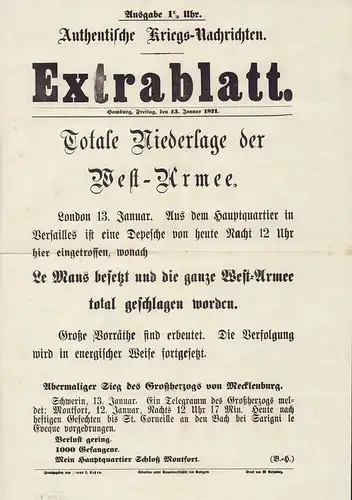 Ausgabe 1½ Uhr.
Authentische Kriegs-Nachrichten.
Extrablatt.
Hamburg, Freitag, den 13. Januar 1871.
Totale Niederlage der
West-Armee.
London 13. Januar. Aus dem Hauptquartier in
Versailles ist eine Depesche von heute Nacht 12 Uhr
hier eingetroffen, wonach
Le Mans besetzt und die ganze West-Armee
total geschlagen worden.
Große Vorräthe sind erbeutet. Die Verfolgung
wird in energischer Weise fortgesetzt.
Abermaliger Sieg des Großherzogs von Mecklenburg.
Schwerin, 13. Januar. Ein Telegramm des Großherzogs mel-
det: Montfort, 12. Januar, Nachts 12 Uhr 17 Min. Heute nach
heftigen Gefechten bis St. Corneille an den Bach bei Sarigni le
Eveque vorgedrungen.
Verlust gering.
1000 Gefangene.
Mein Hauptquartier Schloß Montfort. (B.-H.)
Herausgegeben von